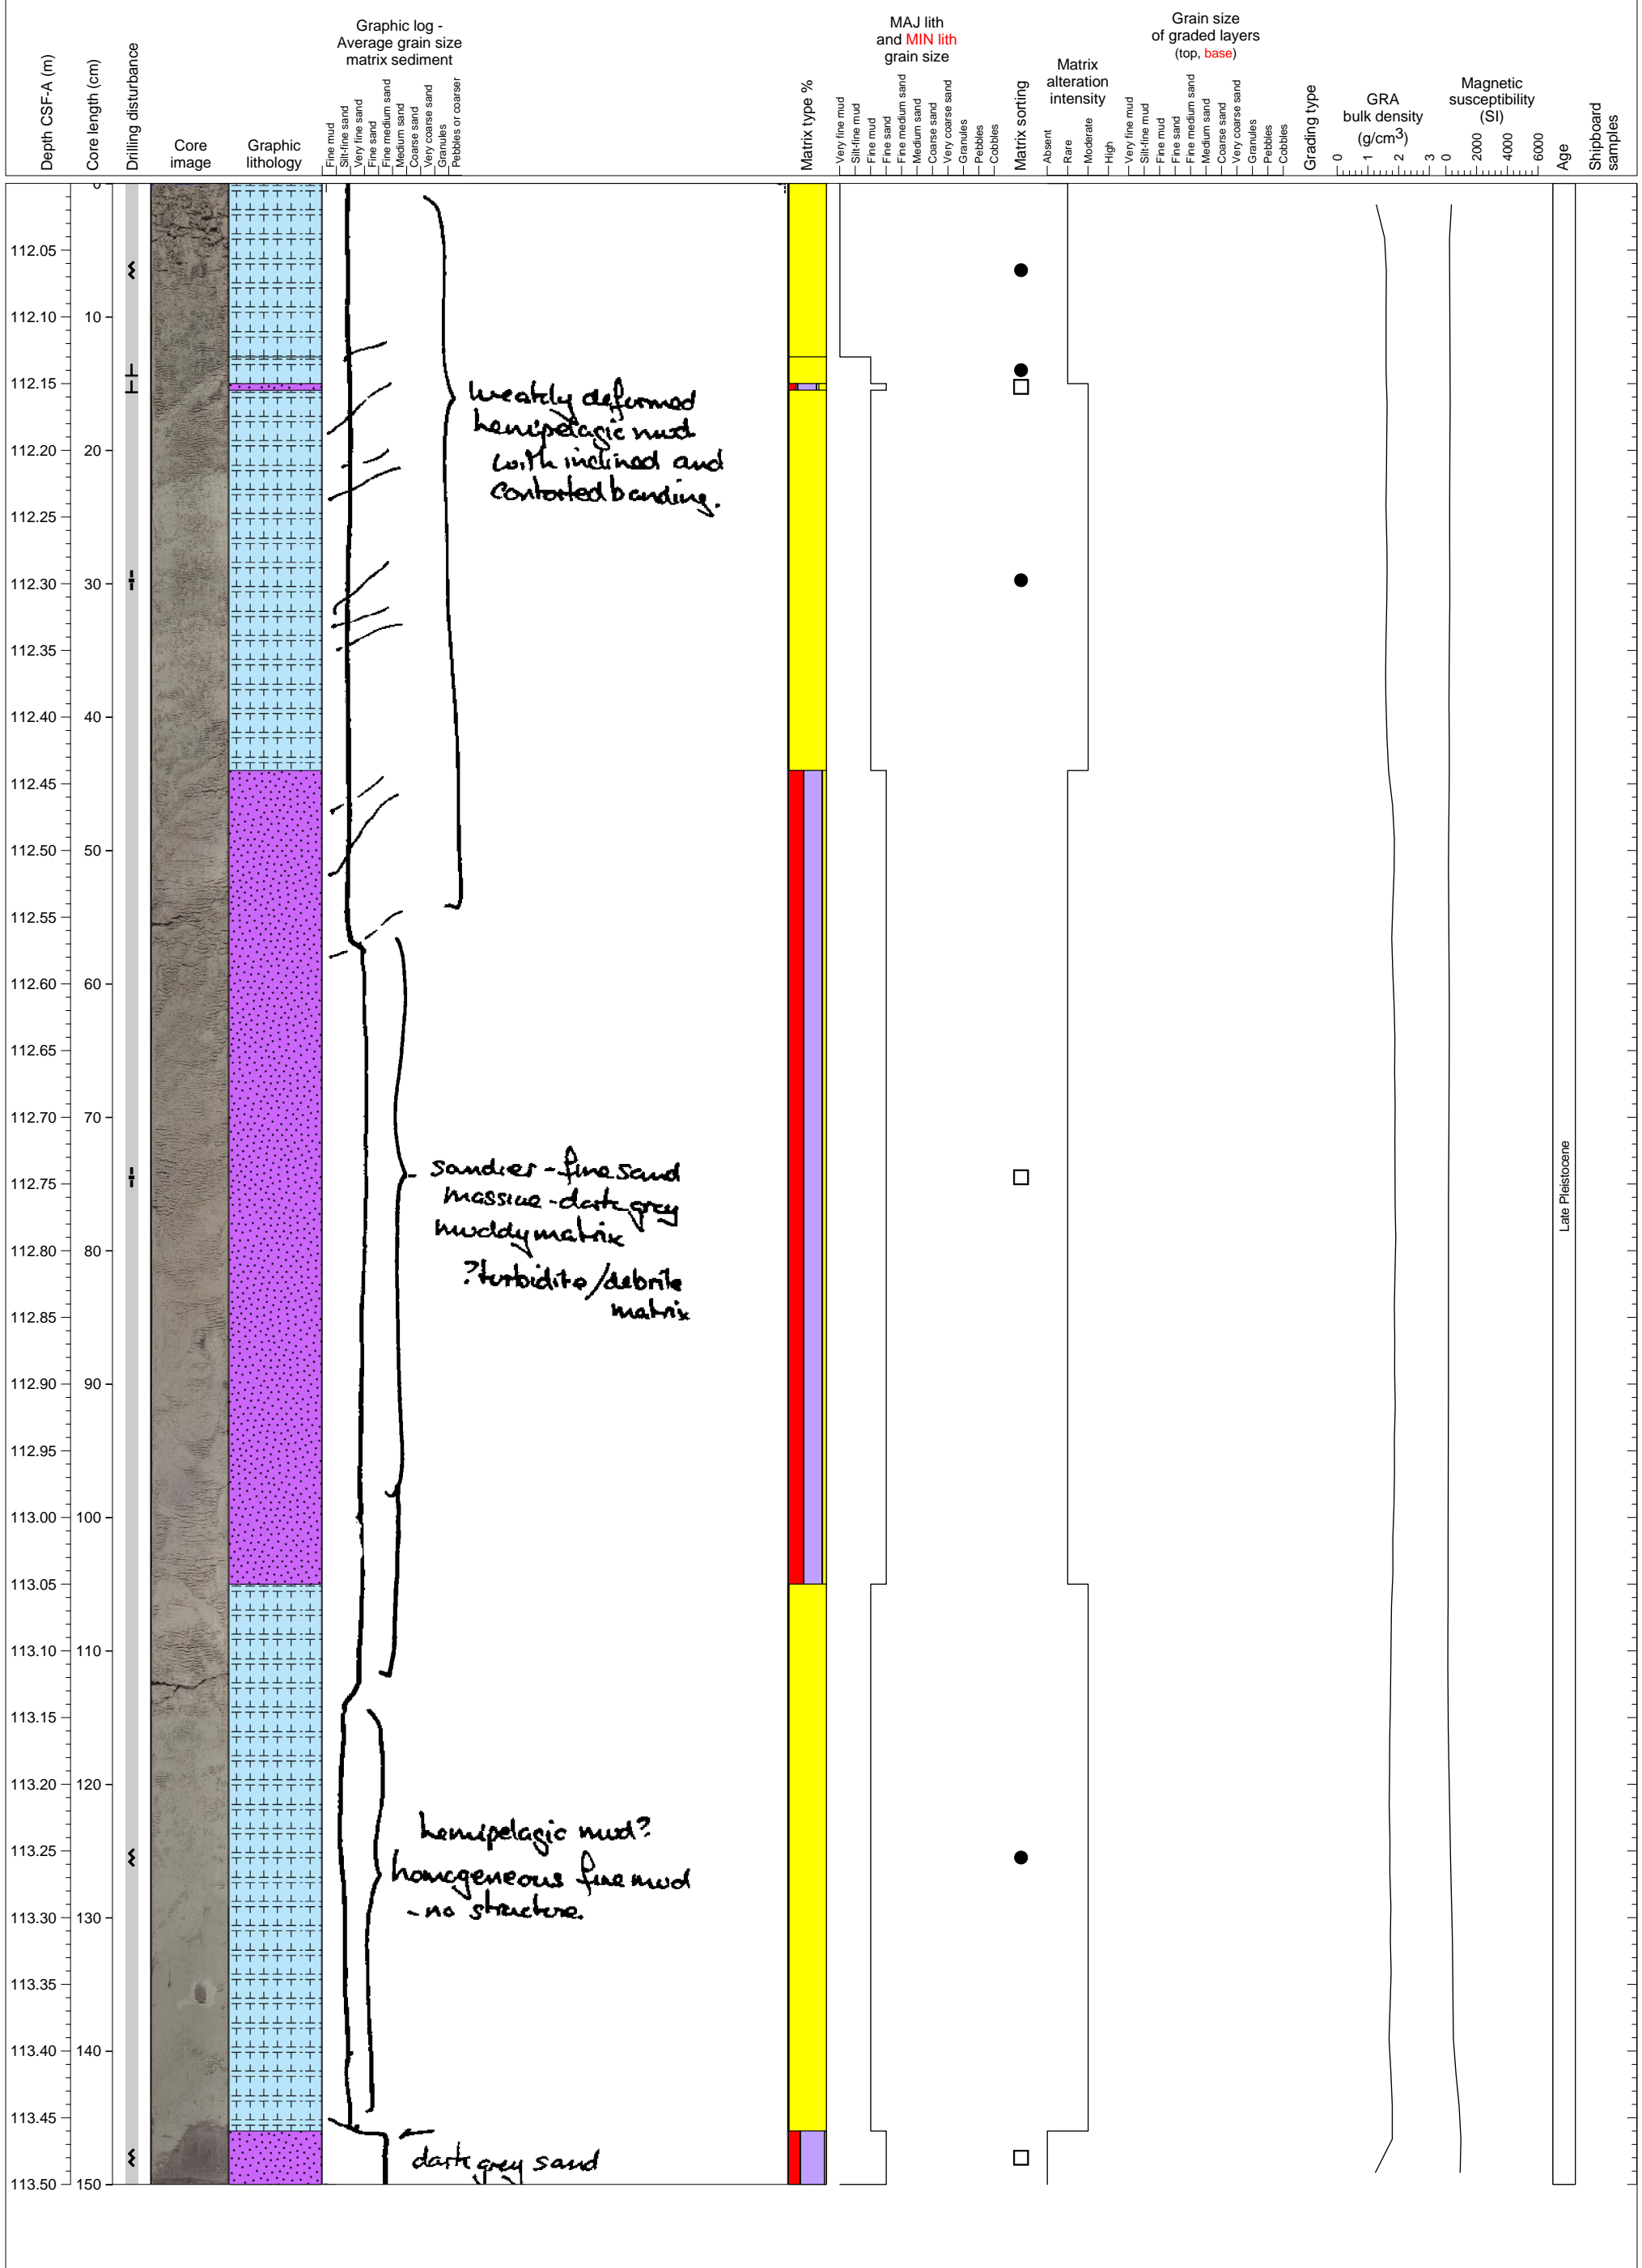 Depth CSF-A (m)
Core length (cm)
Drilling disturbance
Core
image
Graphic
lithology
Graphic log -
Average grain size
matrix sediment
Fine mud
Silt-fine sand
Very fine sand
Fine sand
Fine medium sand
Medium sand
Coarse sand
Very coarse sand
Granules
Pebbles or coarser
Matrix type %
MAJ lith
and MIN lith
grain size
Very fine mud
Silt-fine mud
Fine mud
Fine sand
Fine medium sand
Medium sand
Coarse sand
Very coarse sand
Granules
Pebbles
Cobbles
Matrix sorting
Matrix
alteration
intensity
Absent
Rare
Moderate
High
Grain size
of graded layers
(top, base)
Very fine mud
Silt-fine mud
Fine mud
Fine sand
Fine medium sand
Medium sand
Coarse sand
Very coarse sand
Granules
Pebbles
Cobbles
Grading type
GRA
bulk density
(g/cm3)
0 1 2 3
Magnetic
susceptibility
(SI)
0 2000 4000 6000
Age
Shipboard
samples
0
112.05
112.10 10
112.15
112.20 20
112.25
112.30 30
112.35
112.40 40
112.45
112.50 50
112.55
112.60 60
112.65
112.70 70
112.75
112.80 80
112.85
112.90 90
112.95
113.00 100
113.05
113.10 110
113.15
113.20 120
113.25
113.30 130
113.35
113.40 140
113.45
113.50 150
weakly deformed
hemipelagic mud
with inclined and
contorted banding.
sandier - fine sand
massive - dark grey
muddy matrix
?turbidite/debrite
matrix
hemipelagic mud?
homogeneous fine mud
- no structure.
dark grey sand
Late Pleistocene